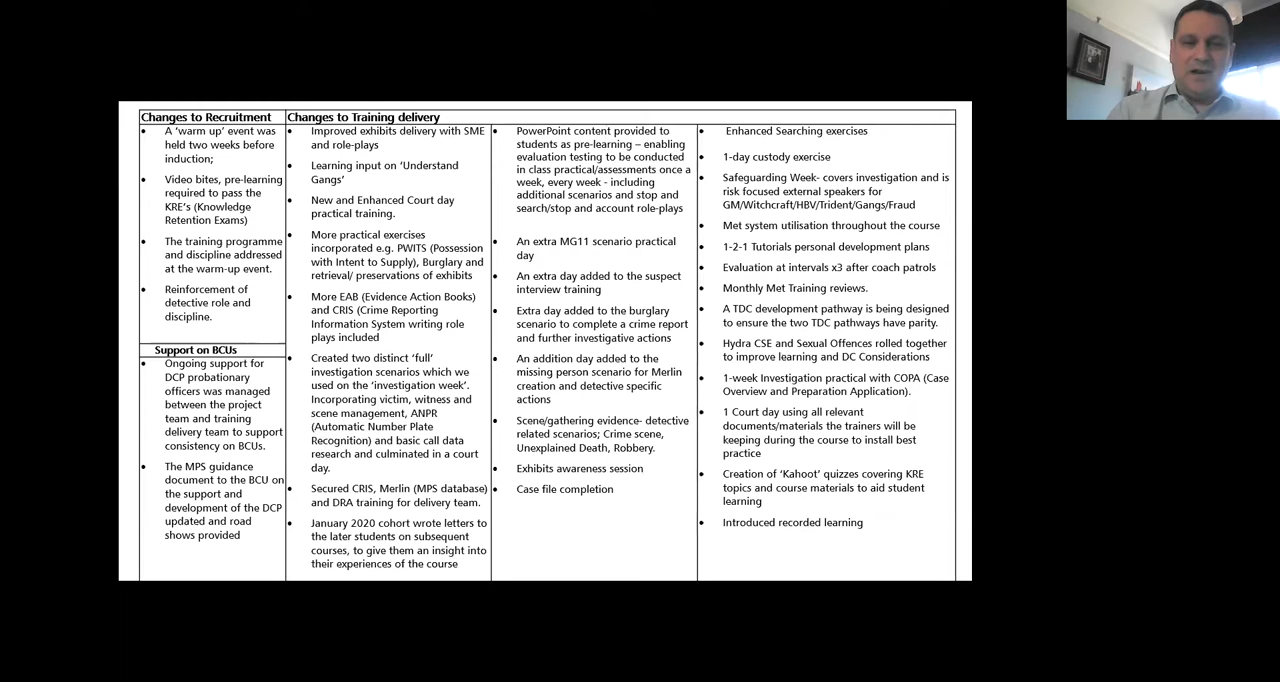 Changes to Recruitment
• A ‘warm up’ event was
held two weeks before
induction;
• Video bites, pre-learning
required to pass the
KRE’s (Knowledge
Retention Exams)
• The training programme
and discipline addressed
at the warm-up event.
• Reinforcement of
detective role and
discipline.
Support on BCUs
• Ongoing support for
DCP probationary
officers was managed
between the project
team and training
delivery team to support
consistency on BCUs.
• The MPS guidance
document to the BCU on
the support and
development of the DCP
updated and road
shows provided
Changes to Training delivery
• Improved exhibits delivery with SME
and role-plays
• Learning input on ‘Understand
Gangs’
• New and Enhanced Court day
practical training.
• More practical exercises
incorporated e.g. PWITS (Possession
with Intent to Supply), Burglary and
retrieval/ preservations of exhibits
• More EAB (Evidence Action Books)
and CRIS (Crime Reporting
Information System writing role
plays included
• Created two distinct ‘full’
investigation scenarios which we
used on the ‘investigation week’.
Incorporating victim, witness and
scene management, ANPR
(Automatic Number Plate
Recognition) and basic call data
research and culminated in a court
day.
• Secured CRIS, Merlin (MPS database)
and DRA training for delivery team.
• January 2020 cohort wrote letters to
the later students on subsequent
courses, to give them an insight into
their experiences of the course
• PowerPoint content provided to
students as pre-learning – enabling
evaluation testing to be conducted
in class practical/assessments once a
week, every week - including
additional scenarios and stop and
search/stop and account role-plays
• An extra MG11 scenario practical
day
• An extra day added to the suspect
interview training
• Extra day added to the burglary
scenario to complete a crime report
and further investigative actions
• An addition day added to the
missing person scenario for Merlin
creation and detective specific
actions
• Scene/gathering evidence- detective
related scenarios; Crime scene,
Unexplained Death, Robbery.
• Exhibits awareness session
• Case file completion
• Enhanced Searching exercises
• 1-day custody exercise
• Safeguarding Week- covers investigation and is
risk focused external speakers for
GM/Witchcraft/HBV/Trident/Gangs/Fraud
• Met system utilisation throughout the course
• 1-2-1 Tutorials personal development plans
• Evaluation at intervals x3 after coach patrols
• Monthly Met Training reviews.
• A TDC development pathway is being designed
to ensure the two TDC pathways have parity.
• Hydra CSE and Sexual Offences rolled together
to improve learning and DC Considerations
• 1-week Investigation practical with COPA (Case
Overview and Preparation Application).
• 1 Court day using all relevant
documents/materials the trainers will be
keeping during the course to install best
practice
• Creation of ‘Kahoot’ quizzes covering KRE
topics and course materials to aid student
learning
• Introduced recorded learning